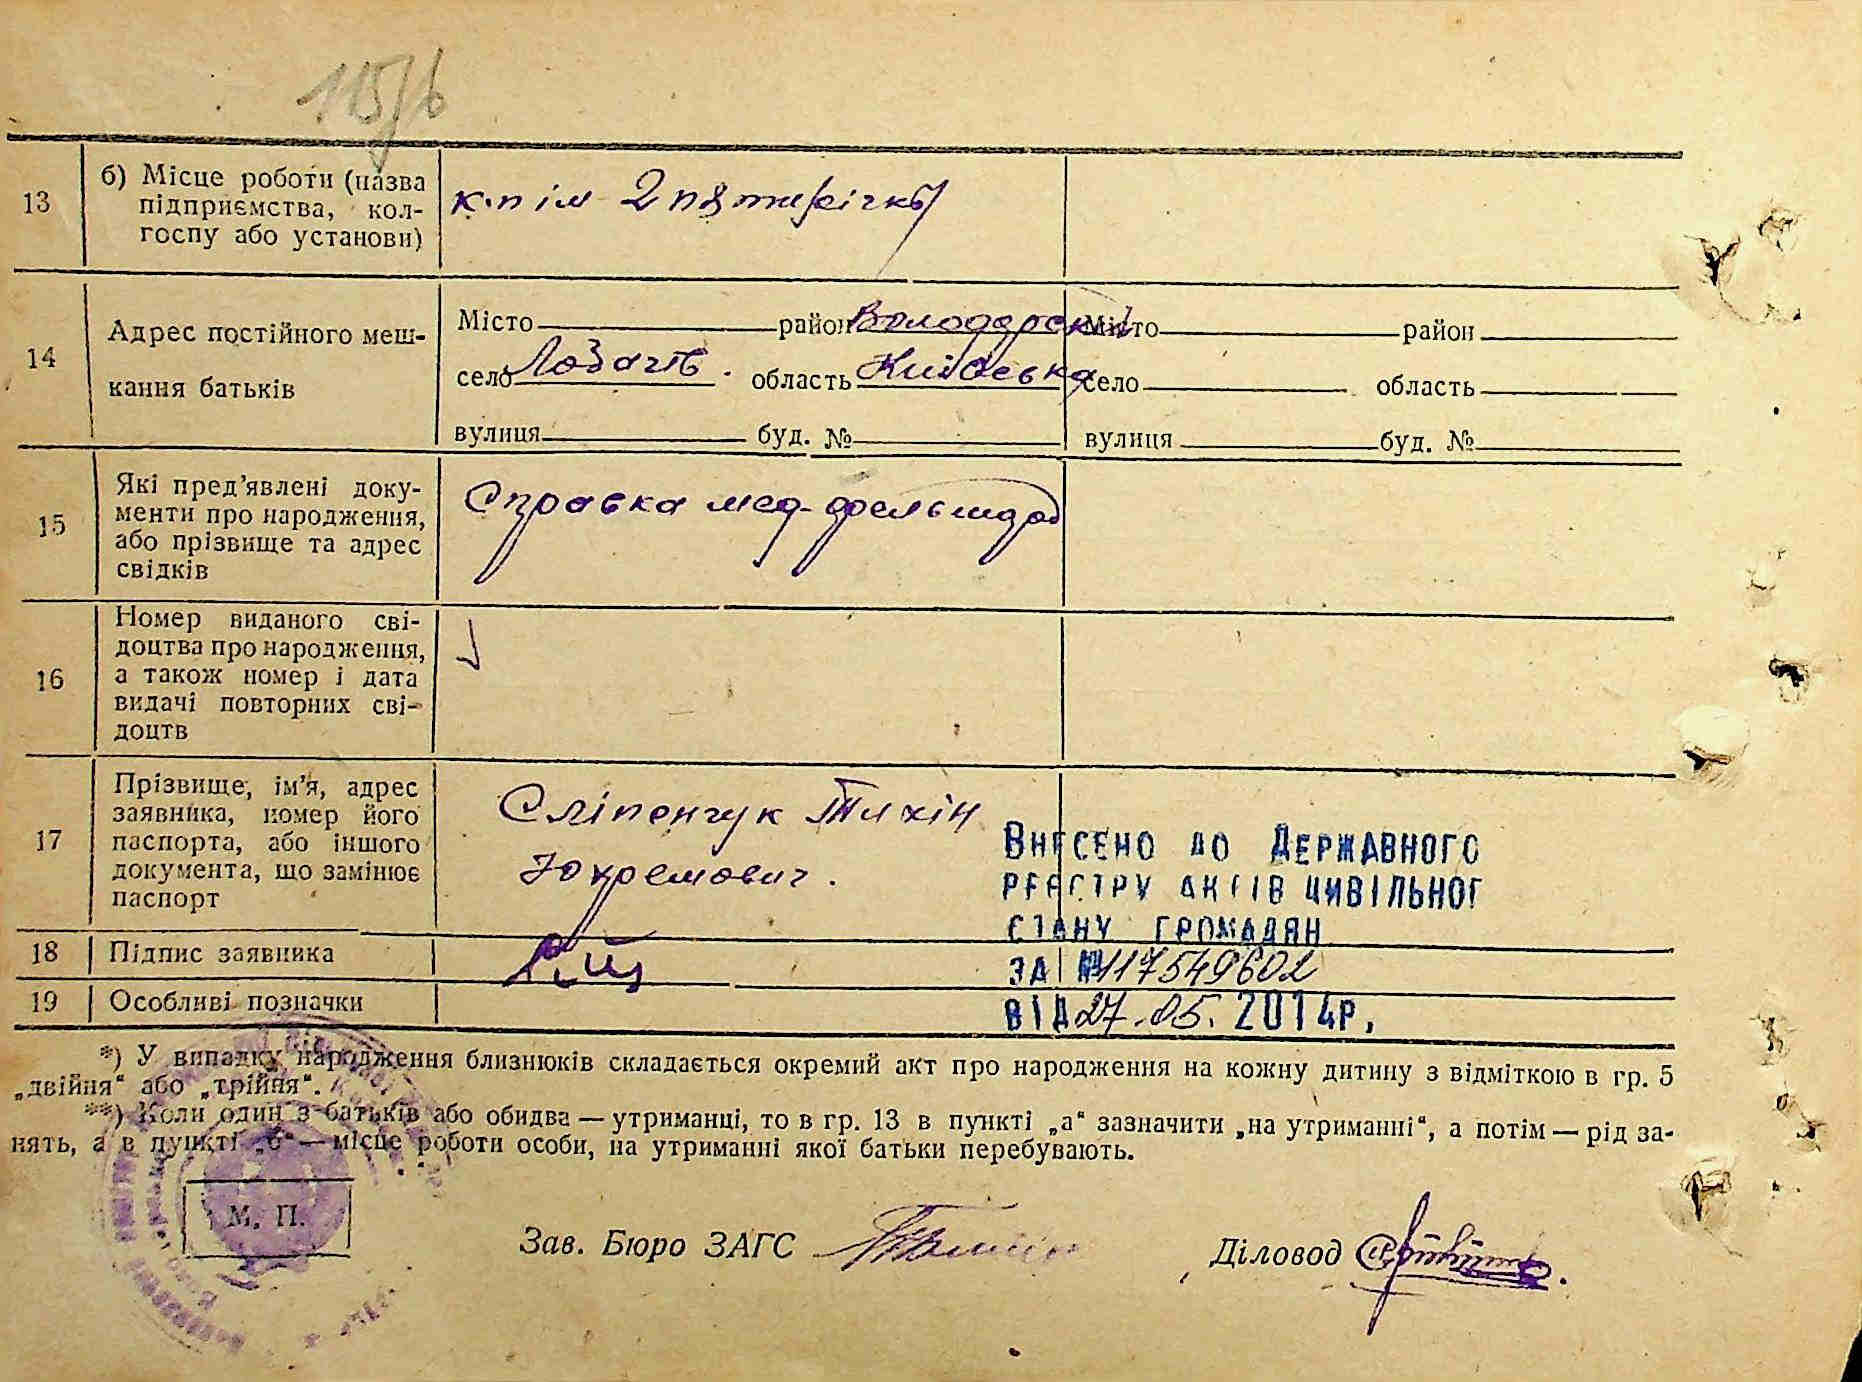 115/б
13
б) Місце роботи (назва
підприємства, кол-
госпу або установи)
к.п ім 2 пятирічки
14
Адрес постійного меш-
кання батьків
Місто район Володарський
село Лобачів. область Київська
вулиця буд. №
Місто район
село область
вулиця буд. №
15
Які пред’явлені доку-
менти про народження,
або прізвище та адрес
свідків
Справка мед-фельшара
16
Номер виданого сві-
доцтва про народження,
а також номер і дата
видачі повторних сві-
доцтв
17
Прізвище, ім’я, адрес
заявника, номер його
паспорта, або іншого
документа, що замінює
паспорт
Сліпенчук Тихін
Юхремович.
ВНЕСЕНО ДО ДЕРЖАВНОГО
РЕЄСТРУ АКТІВ ЦИВІЛЬНОГ
СТАНУ ГРОМАДЯН
ЗА №117549602
ВІД 27.05.2014Р.
18 Підпис заявника
19 Особливі позначки
*) У випадку народження близнюків складається окремий акт про народження на кожну дитину з відміткою в гр. 5
„двійня“ або „трійня“.
**) Коли один з батьків або обидва — утриманці, то в гр. 13 в пункті „а“ зазначити „на утриманні“, а потім — рід за-
нять, а в пункті „б“ — місце роботи особи, на утриманні якої батьки перебувають.
М. П.
Зав. Бюро ЗАГС
Діловод